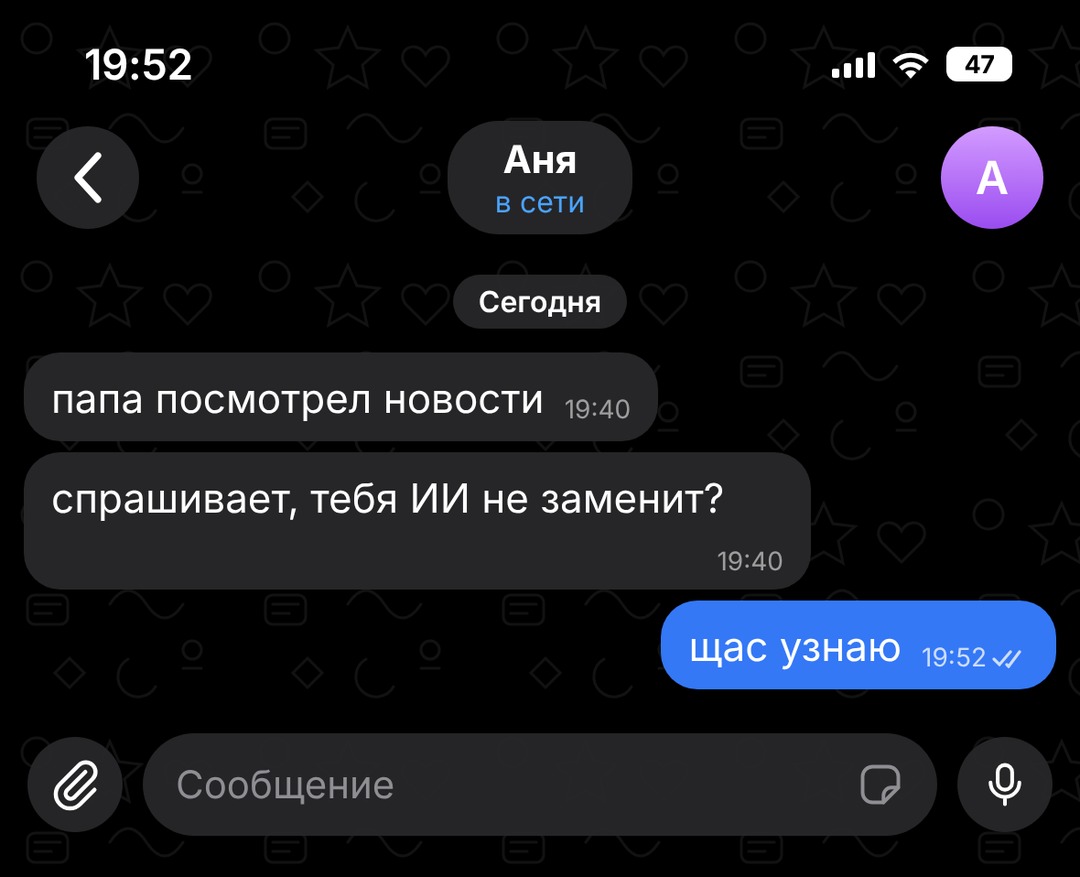 19:52
47
Аня
в сети
А
Сегодня
папа посмотрел новости 19:40
спрашивает, тебя ИИ не заменит?
19:40
щас узнаю 19:52
Сообщение